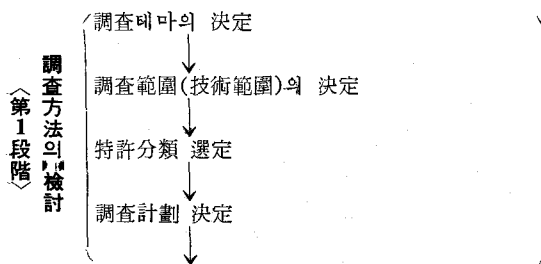 調査方法의 檢討
〈第1段階〉
調査테마의 決定
調査範圍(技術範圍)의 決定
特許分類 選定
調査計劃 決定